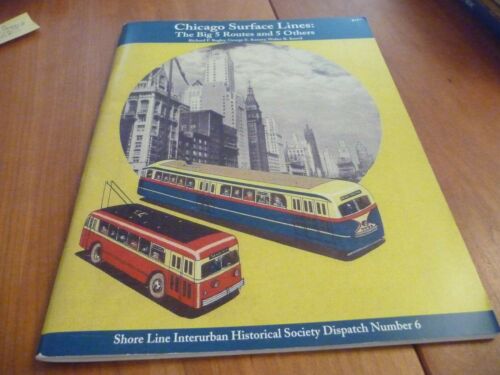 Chicago Surface Lines:
The Big 5 Routes and 5 Others
Shore Line Interurban Historical Society Dispatch Number 6